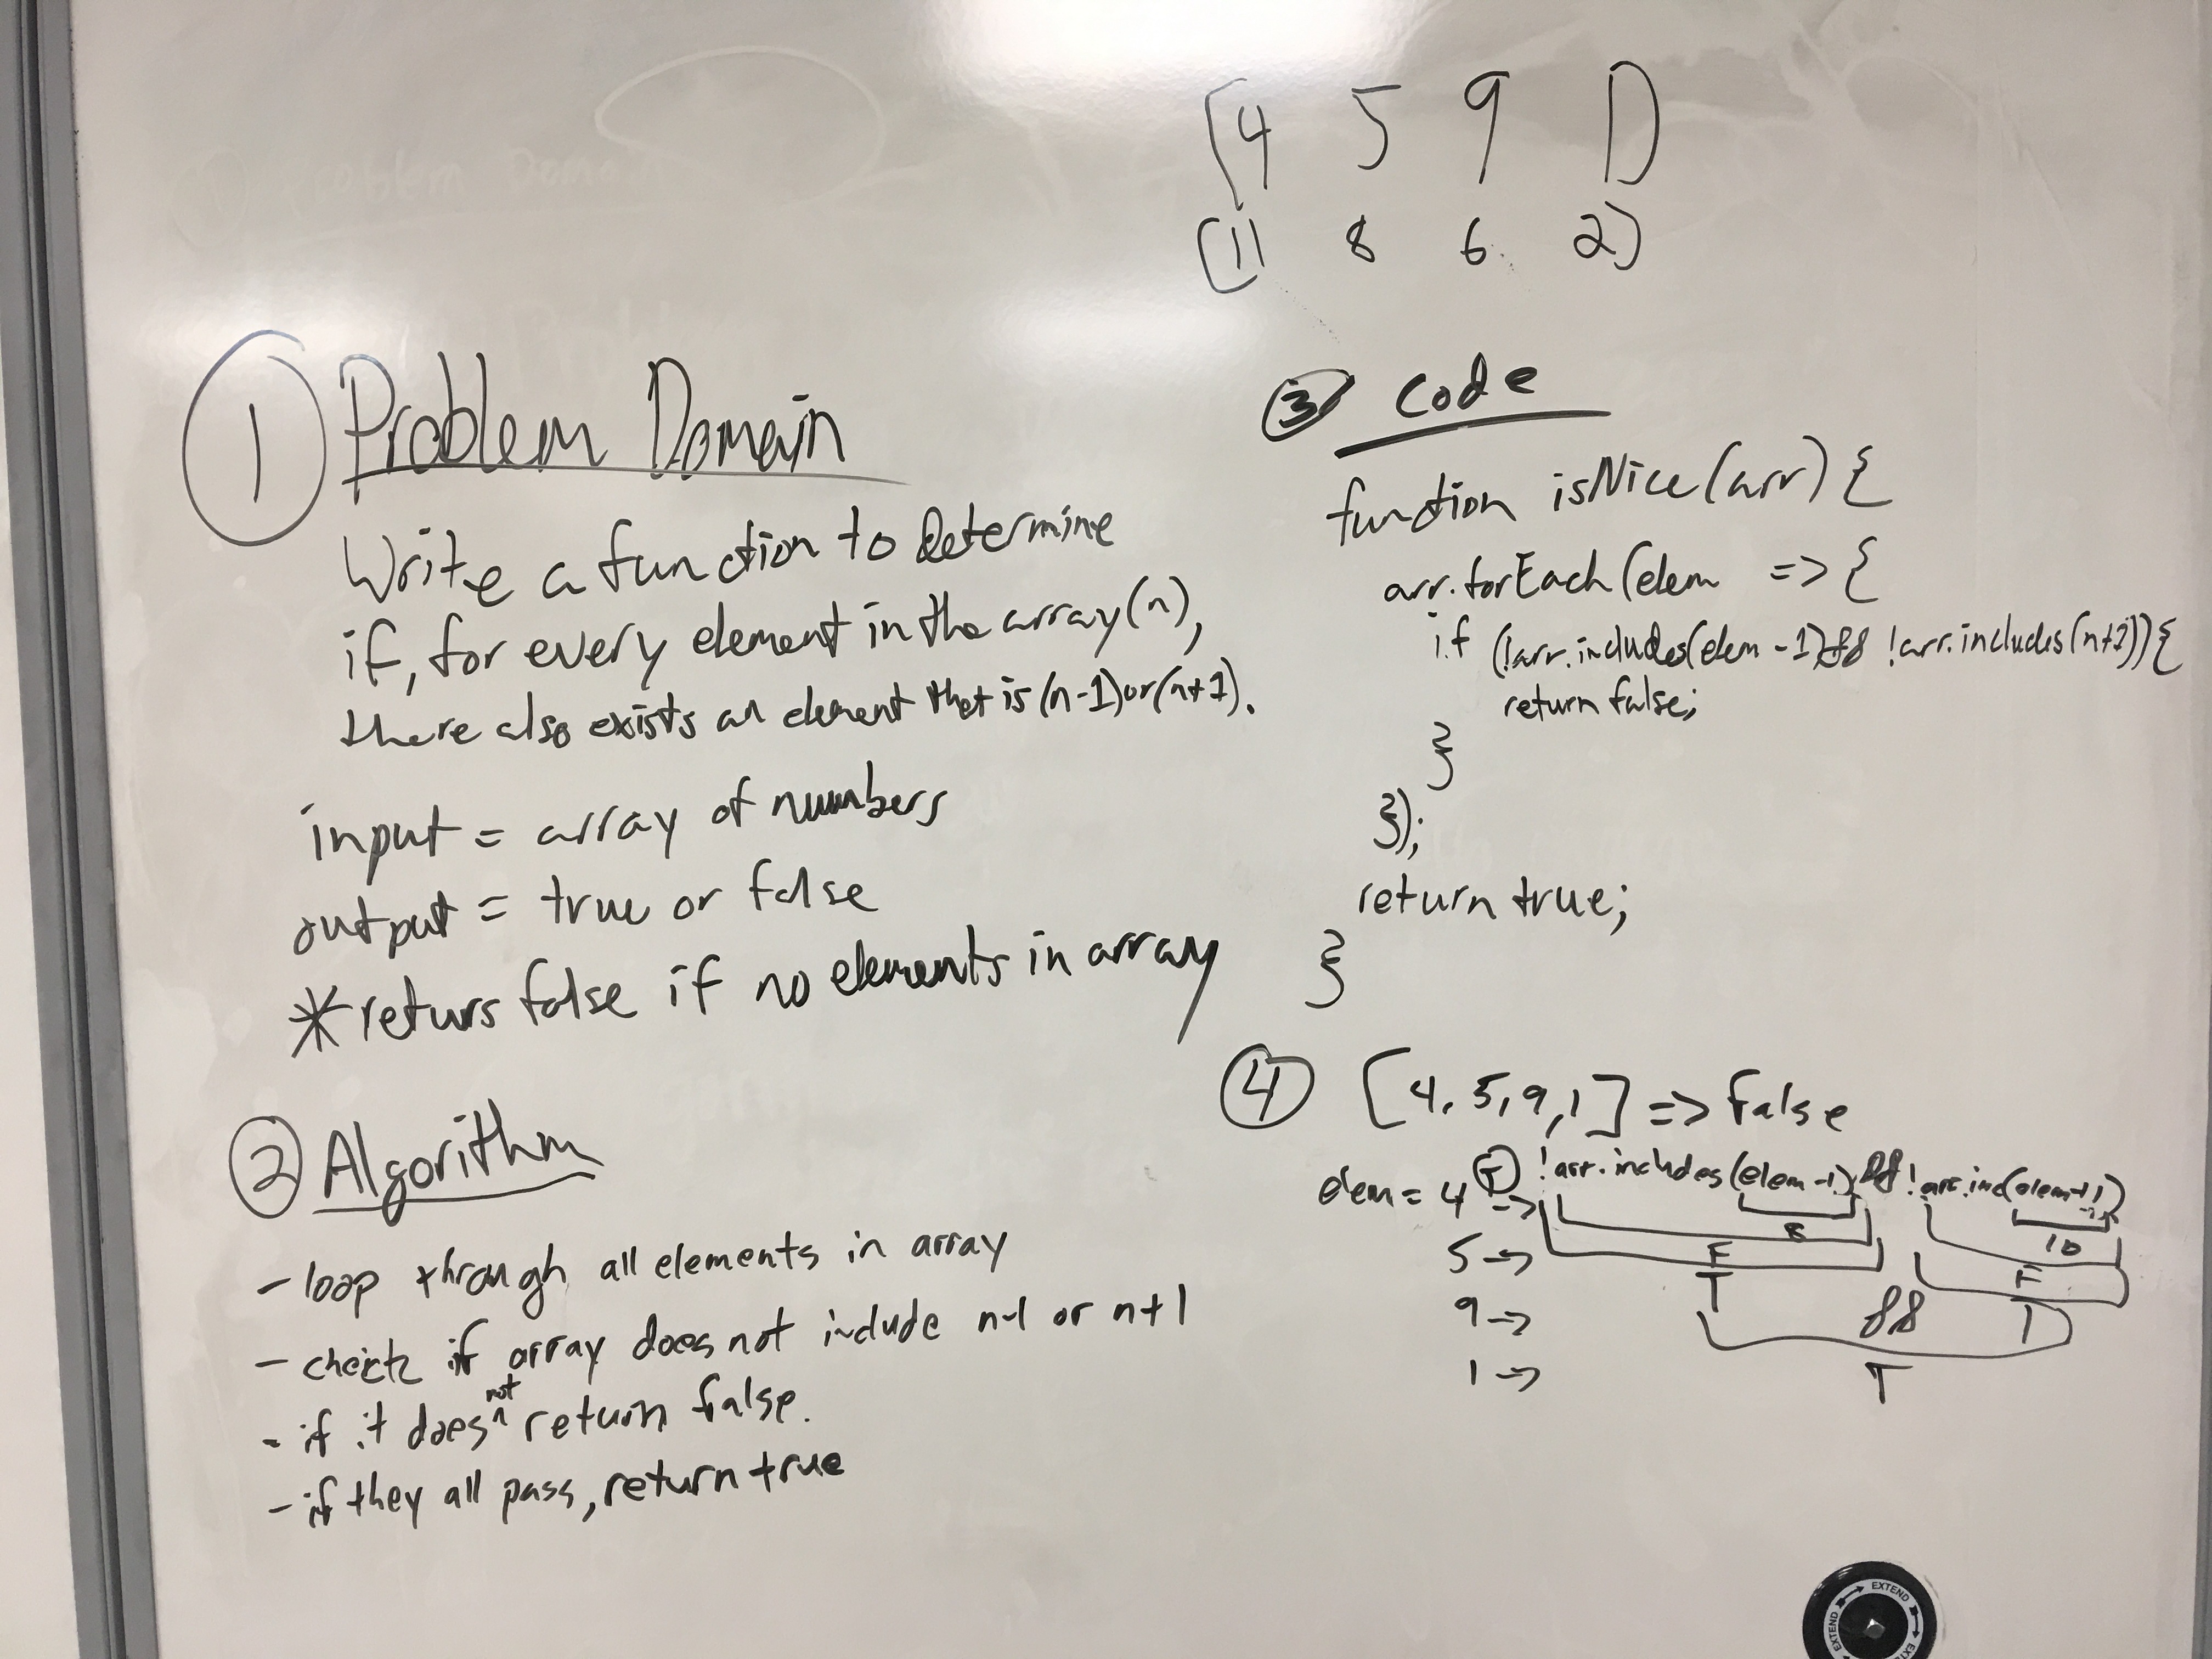 [4 5 9 1]
[11 8 6 2]
① Problem Domain
Write a function to Determine
if, for every element in the array (n),
there also exists an element that is (n-1) or (n+1).
input = array of numbers
output = true or false
*returs false if no elements in array
② Algorithm
- loop through all elements in array
- check if array does not include n-1 or n+1
- if it does not return false.
- if they all pass, return true
③ Code
function isNice(arr) {
arr.forEach(elem => {
if (!arr.includes(elem -1) && !arr.includes(n+1)) {
return false;
}
});
return true;
}
④ [4, 5, 9, 1] => False
elem = 4 => T !arr.includes(elem -1) && !arr.inc(elem+1)
5 => 8 10
F F
9 => T && T
1 => T
EXTEND EXTEND